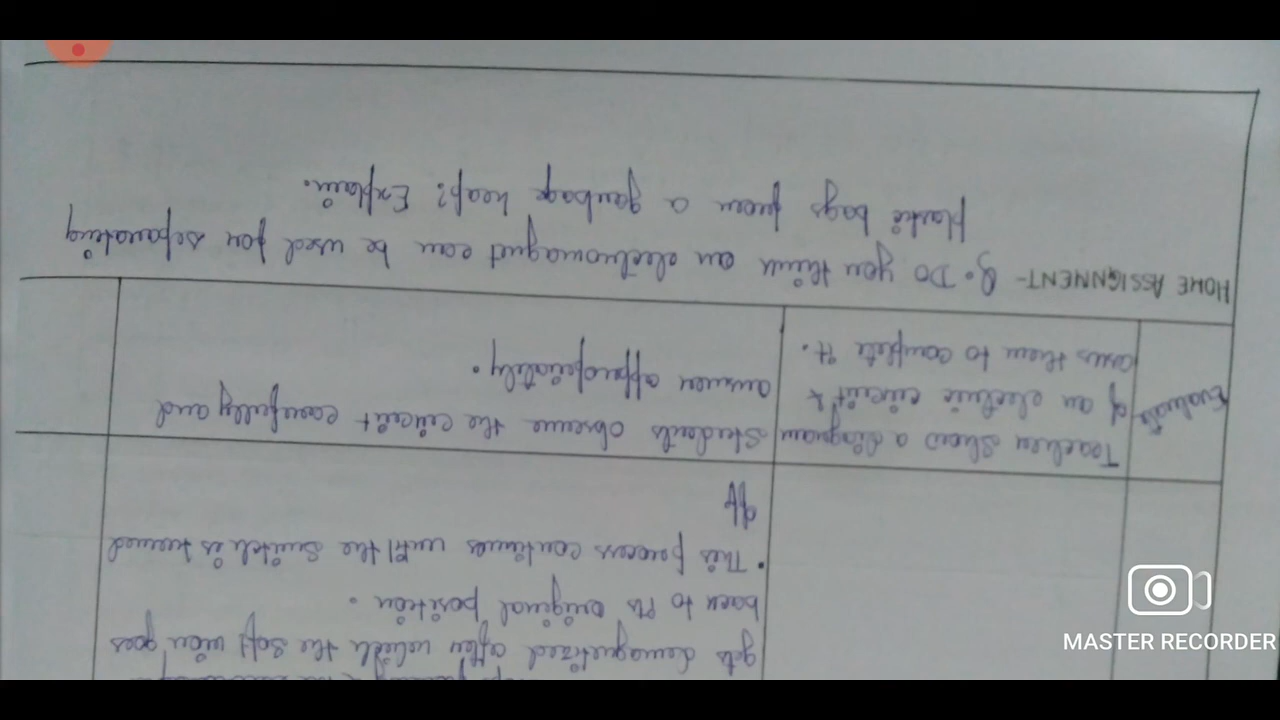 gets demagnetized after which the soft iron goes
back to its original position.
• This process continues until the switch is turned
off
Evaluate
Teacher shows a diagram
of an electric circuit &
asks them to complete it.
Students observe the circuit carefully and
answer appropriately.
HOME ASSIGNMENT- Q. Do you think an electromagnet can be used for separating
plastic bags from a garbage heap? Explain.
MASTER RECORDER